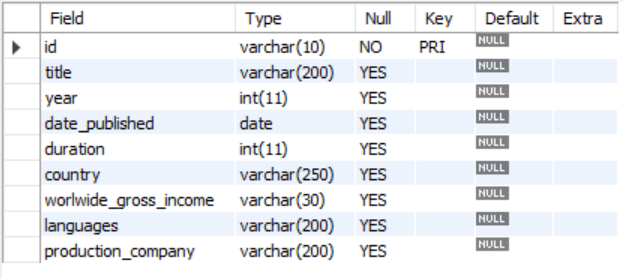 Field Type Null Key Default Extra
id varchar(10) NO PRI NULL
title varchar(200) YES NULL
year int(11) YES NULL
date_published date YES NULL
duration int(11) YES NULL
country varchar(250) YES NULL
worlwide_gross_income varchar(30) YES NULL
languages varchar(200) YES NULL
production_company varchar(200) YES NULL